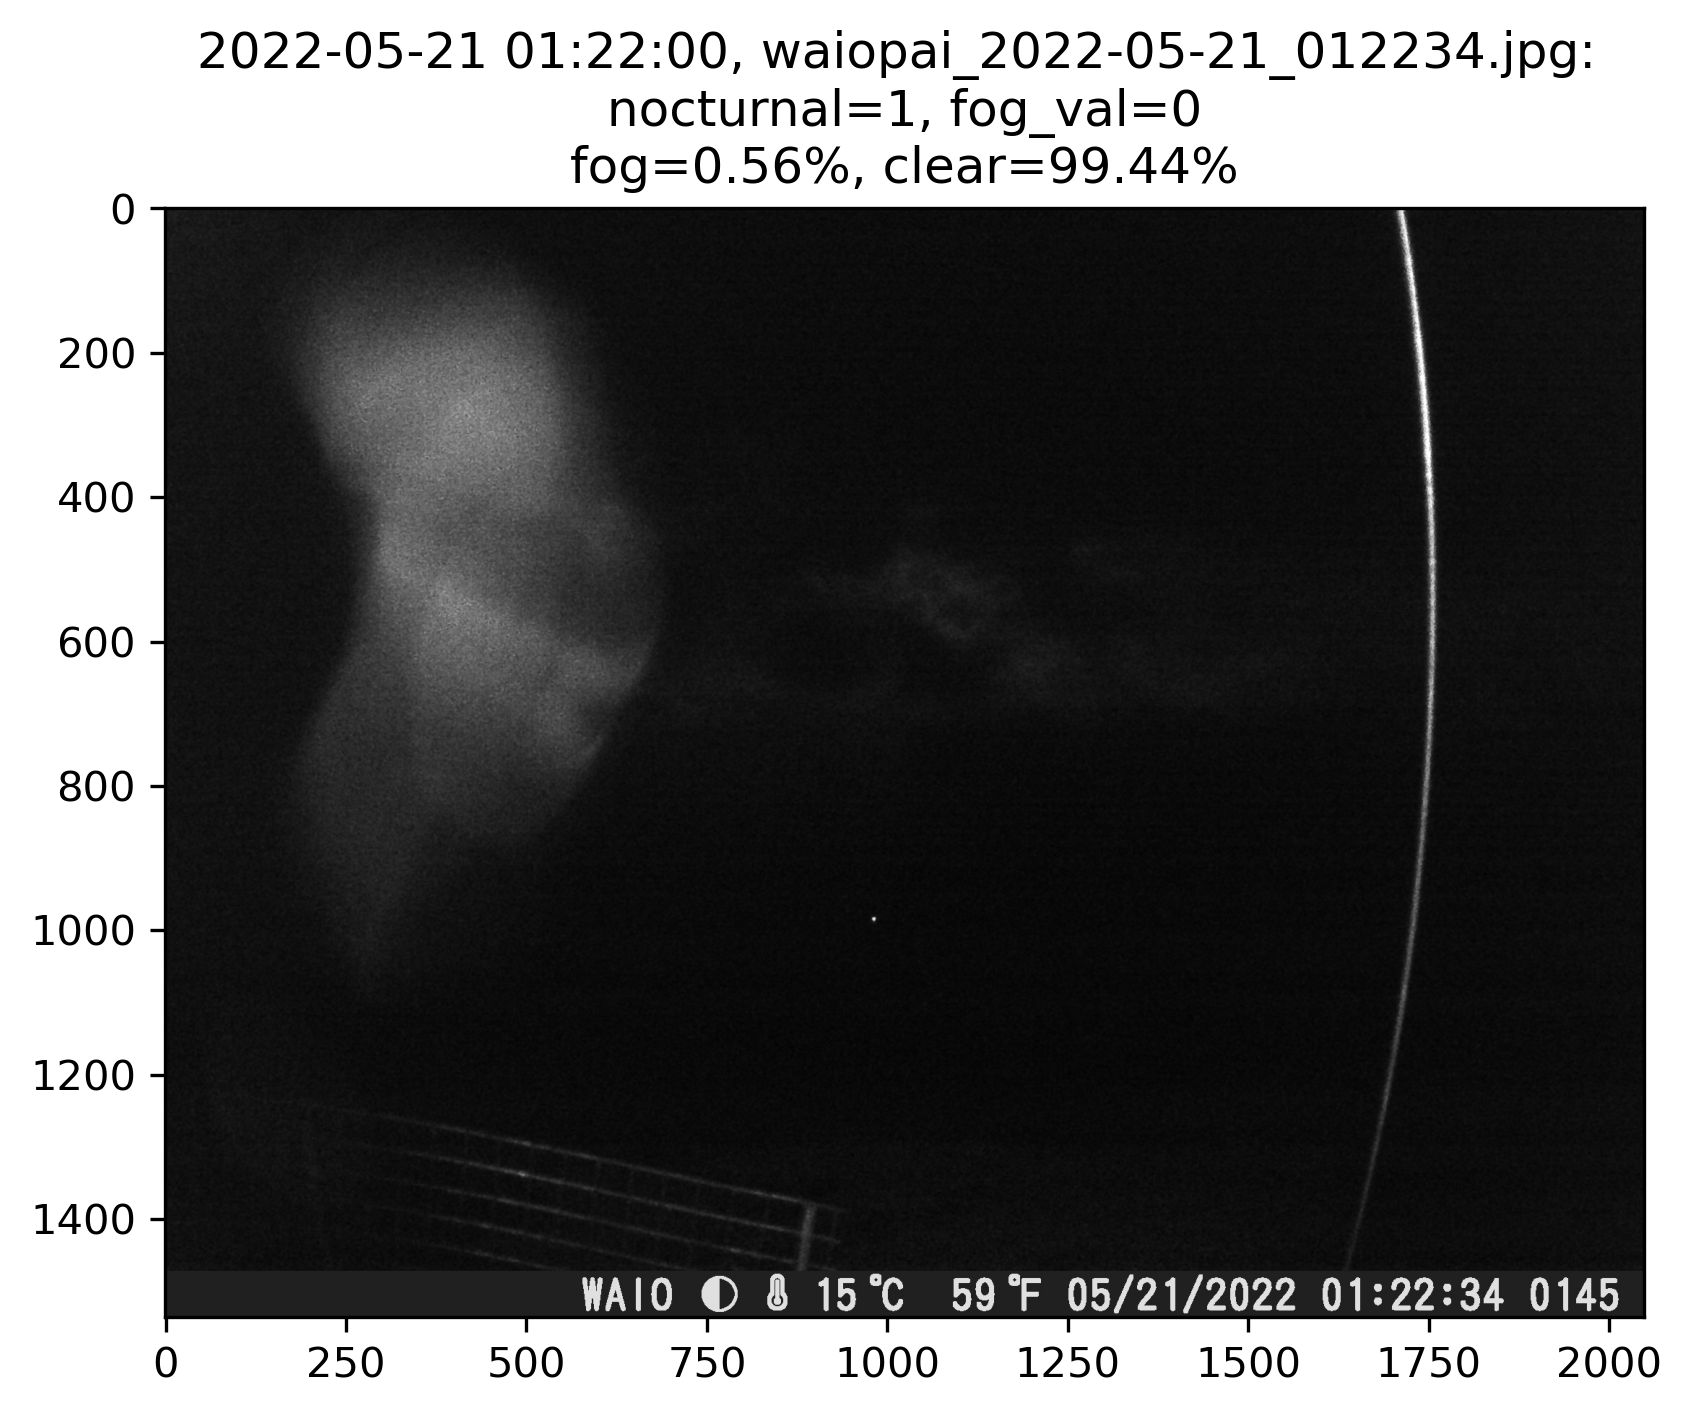 2022-05-21 01:22:00, waiopai_2022-05-21_012234.jpg:
nocturnal=1, fog_val=0
fog=0.56%, clear=99.44%
0
200
400
600
800
1000
1200
1400
WAIO 15°C 59°F 05/21/2022 01:22:34 0145
0 250 500 750 1000 1250 1500 1750 2000